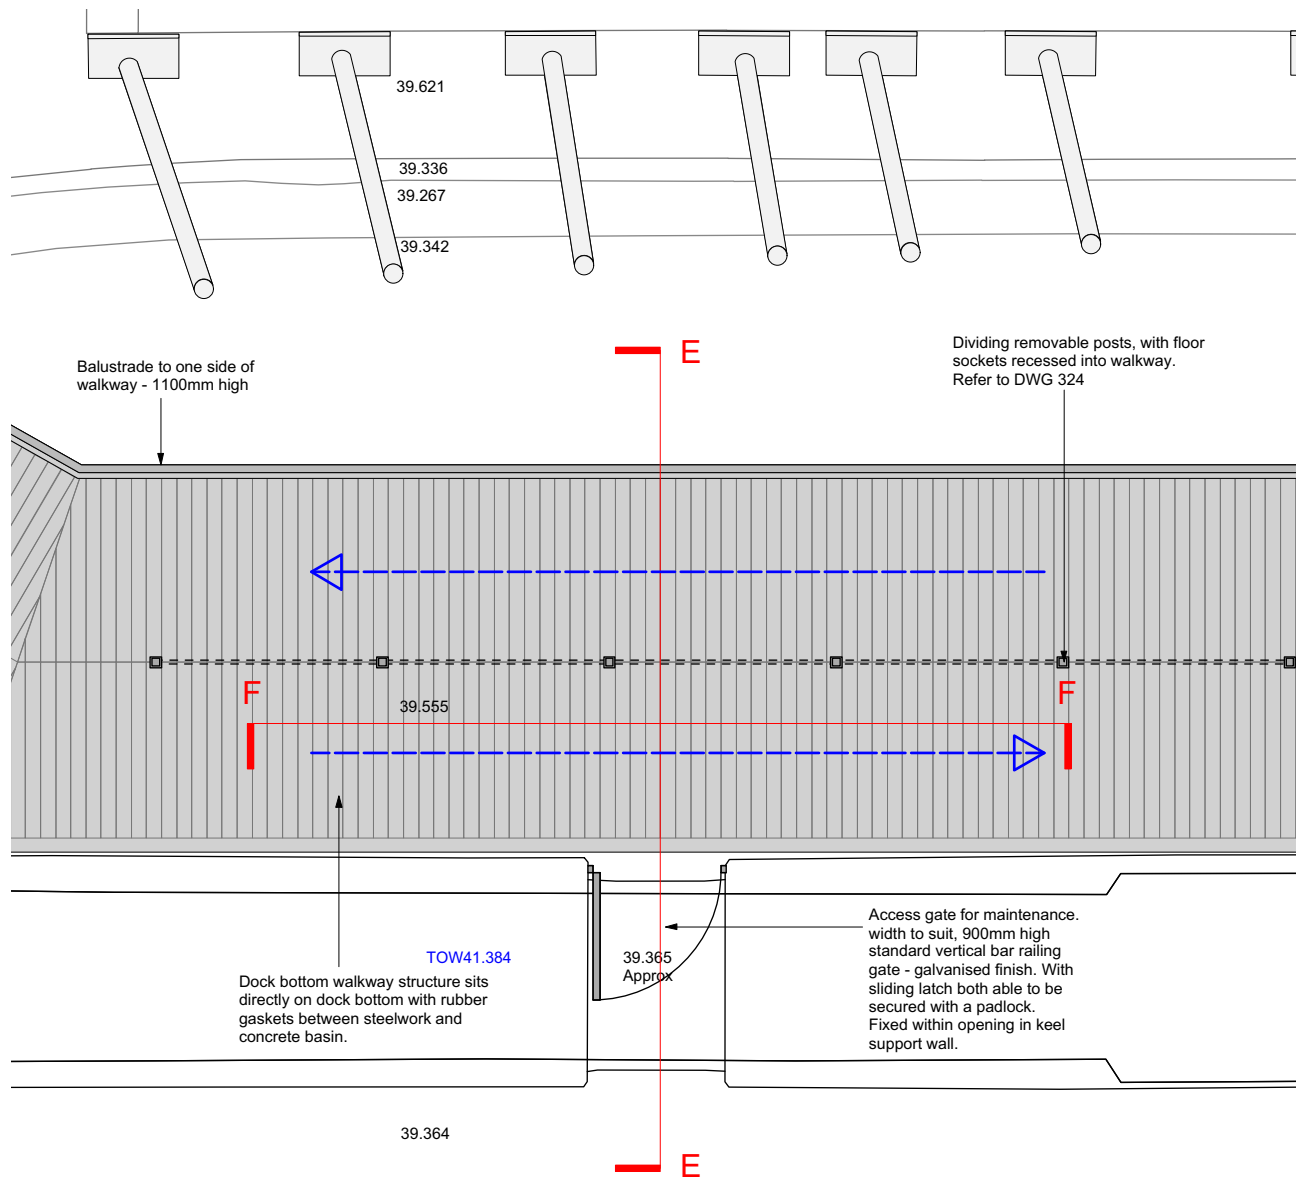 39.621
39.336
39.267
39.342
E
Balustrade to one side of
walkway - 1100mm high
Dividing removable posts, with floor
sockets recessed into walkway.
Refer to DWG 324
F
F
39.555
TOW41.384
39.365
Approx
Dock bottom walkway structure sits
directly on dock bottom with rubber
gaskets between steelwork and
concrete basin.
Access gate for maintenance.
width to suit, 900mm high
standard vertical bar railing
gate - galvanised finish. With
sliding latch both able to be
secured with a padlock.
Fixed within opening in keel
support wall.
39.364
E